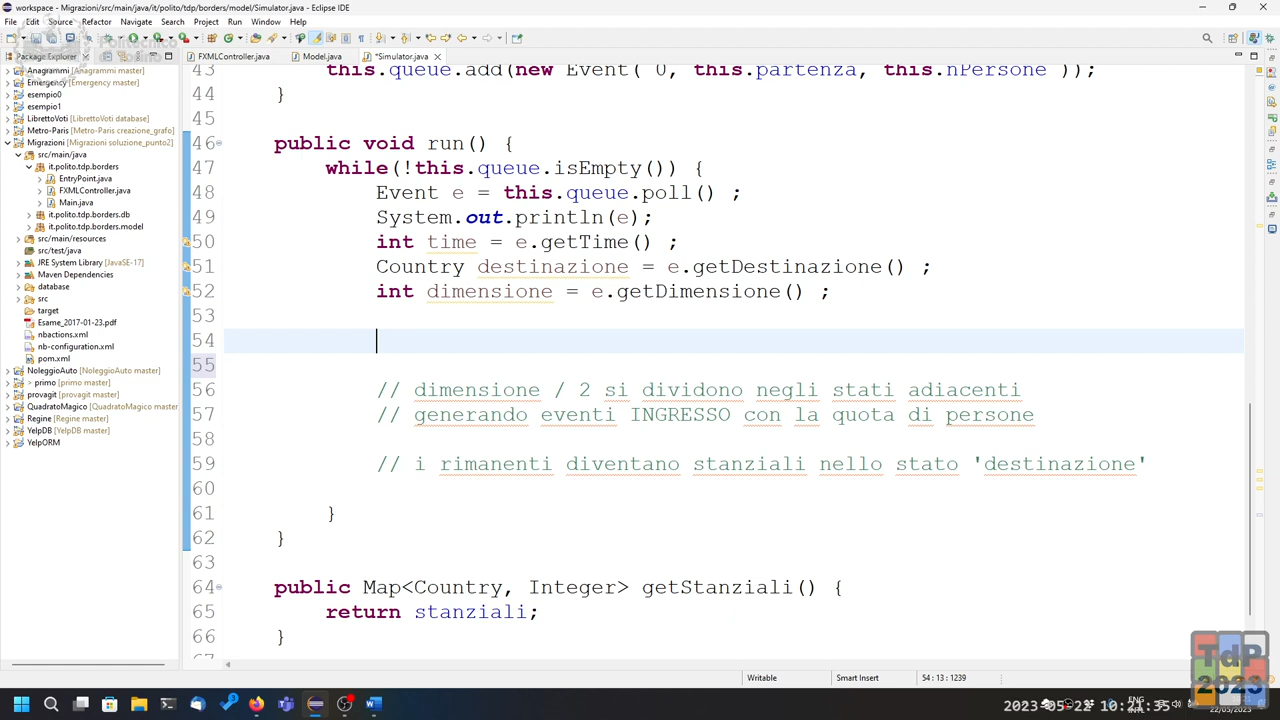 workspace - Migrazioni/src/main/java/it/polito/tdp/borders/model/Simulator.java - Eclipse IDE
File Edit Source Refactor Navigate Search Project Run Window Help
Politecnico
Package Explorer
FXMLController.java Model.java *Simulator.java
Anagrammi [Anagrammi master]
Emergency [Emergency master]
esempio0
esempio1
LibrettoVoti [LibrettoVoti database]
Metro-Paris [Metro-Paris creazione_grafo]
Migrazioni [Migrazioni soluzione_punto2]
src/main/java
it.polito.tdp.borders
EntryPoint.java
FXMLController.java
Main.java
it.polito.tdp.borders.db
it.polito.tdp.borders.model
src/main/resources
src/test/java
JRE System Library [JavaSE-17]
Maven Dependencies
database
src
target
Esame_2017-01-23.pdf
nbactions.xml
nb-configuration.xml
pom.xml
NoleggioAuto [NoleggioAuto master]
> primo [primo master]
provagit [provagit master]
QuadratoMagico [QuadratoMagico master]
Regine [Regine master]
YelpDB [YelpDB master]
YelpORM
43 this.queue.add(new Event( 0, this.partenza, this.nPersone ));
44 }
45
46 public void run() {
47 while(!this.queue.isEmpty()) {
48 Event e = this.queue.poll() ;
49 System.out.println(e);
50 int time = e.getTime() ;
51 Country destinazione = e.getDestinazione() ;
52 int dimensione = e.getDimensione() ;
53
54
55
56 // dimensione / 2 si dividono negli stati adiacenti
57 // generando eventi INGRESSO con la quota di persone
58
59 // i rimanenti diventano stanziali nello stato 'destinazione'
60
61 }
62 }
63
64 public Map<Country, Integer> getStanziali() {
65 return stanziali;
66 }
67
Writable Smart Insert 54 : 13 : 1239
TdP
2023
ENG
INTL
22/05/2023